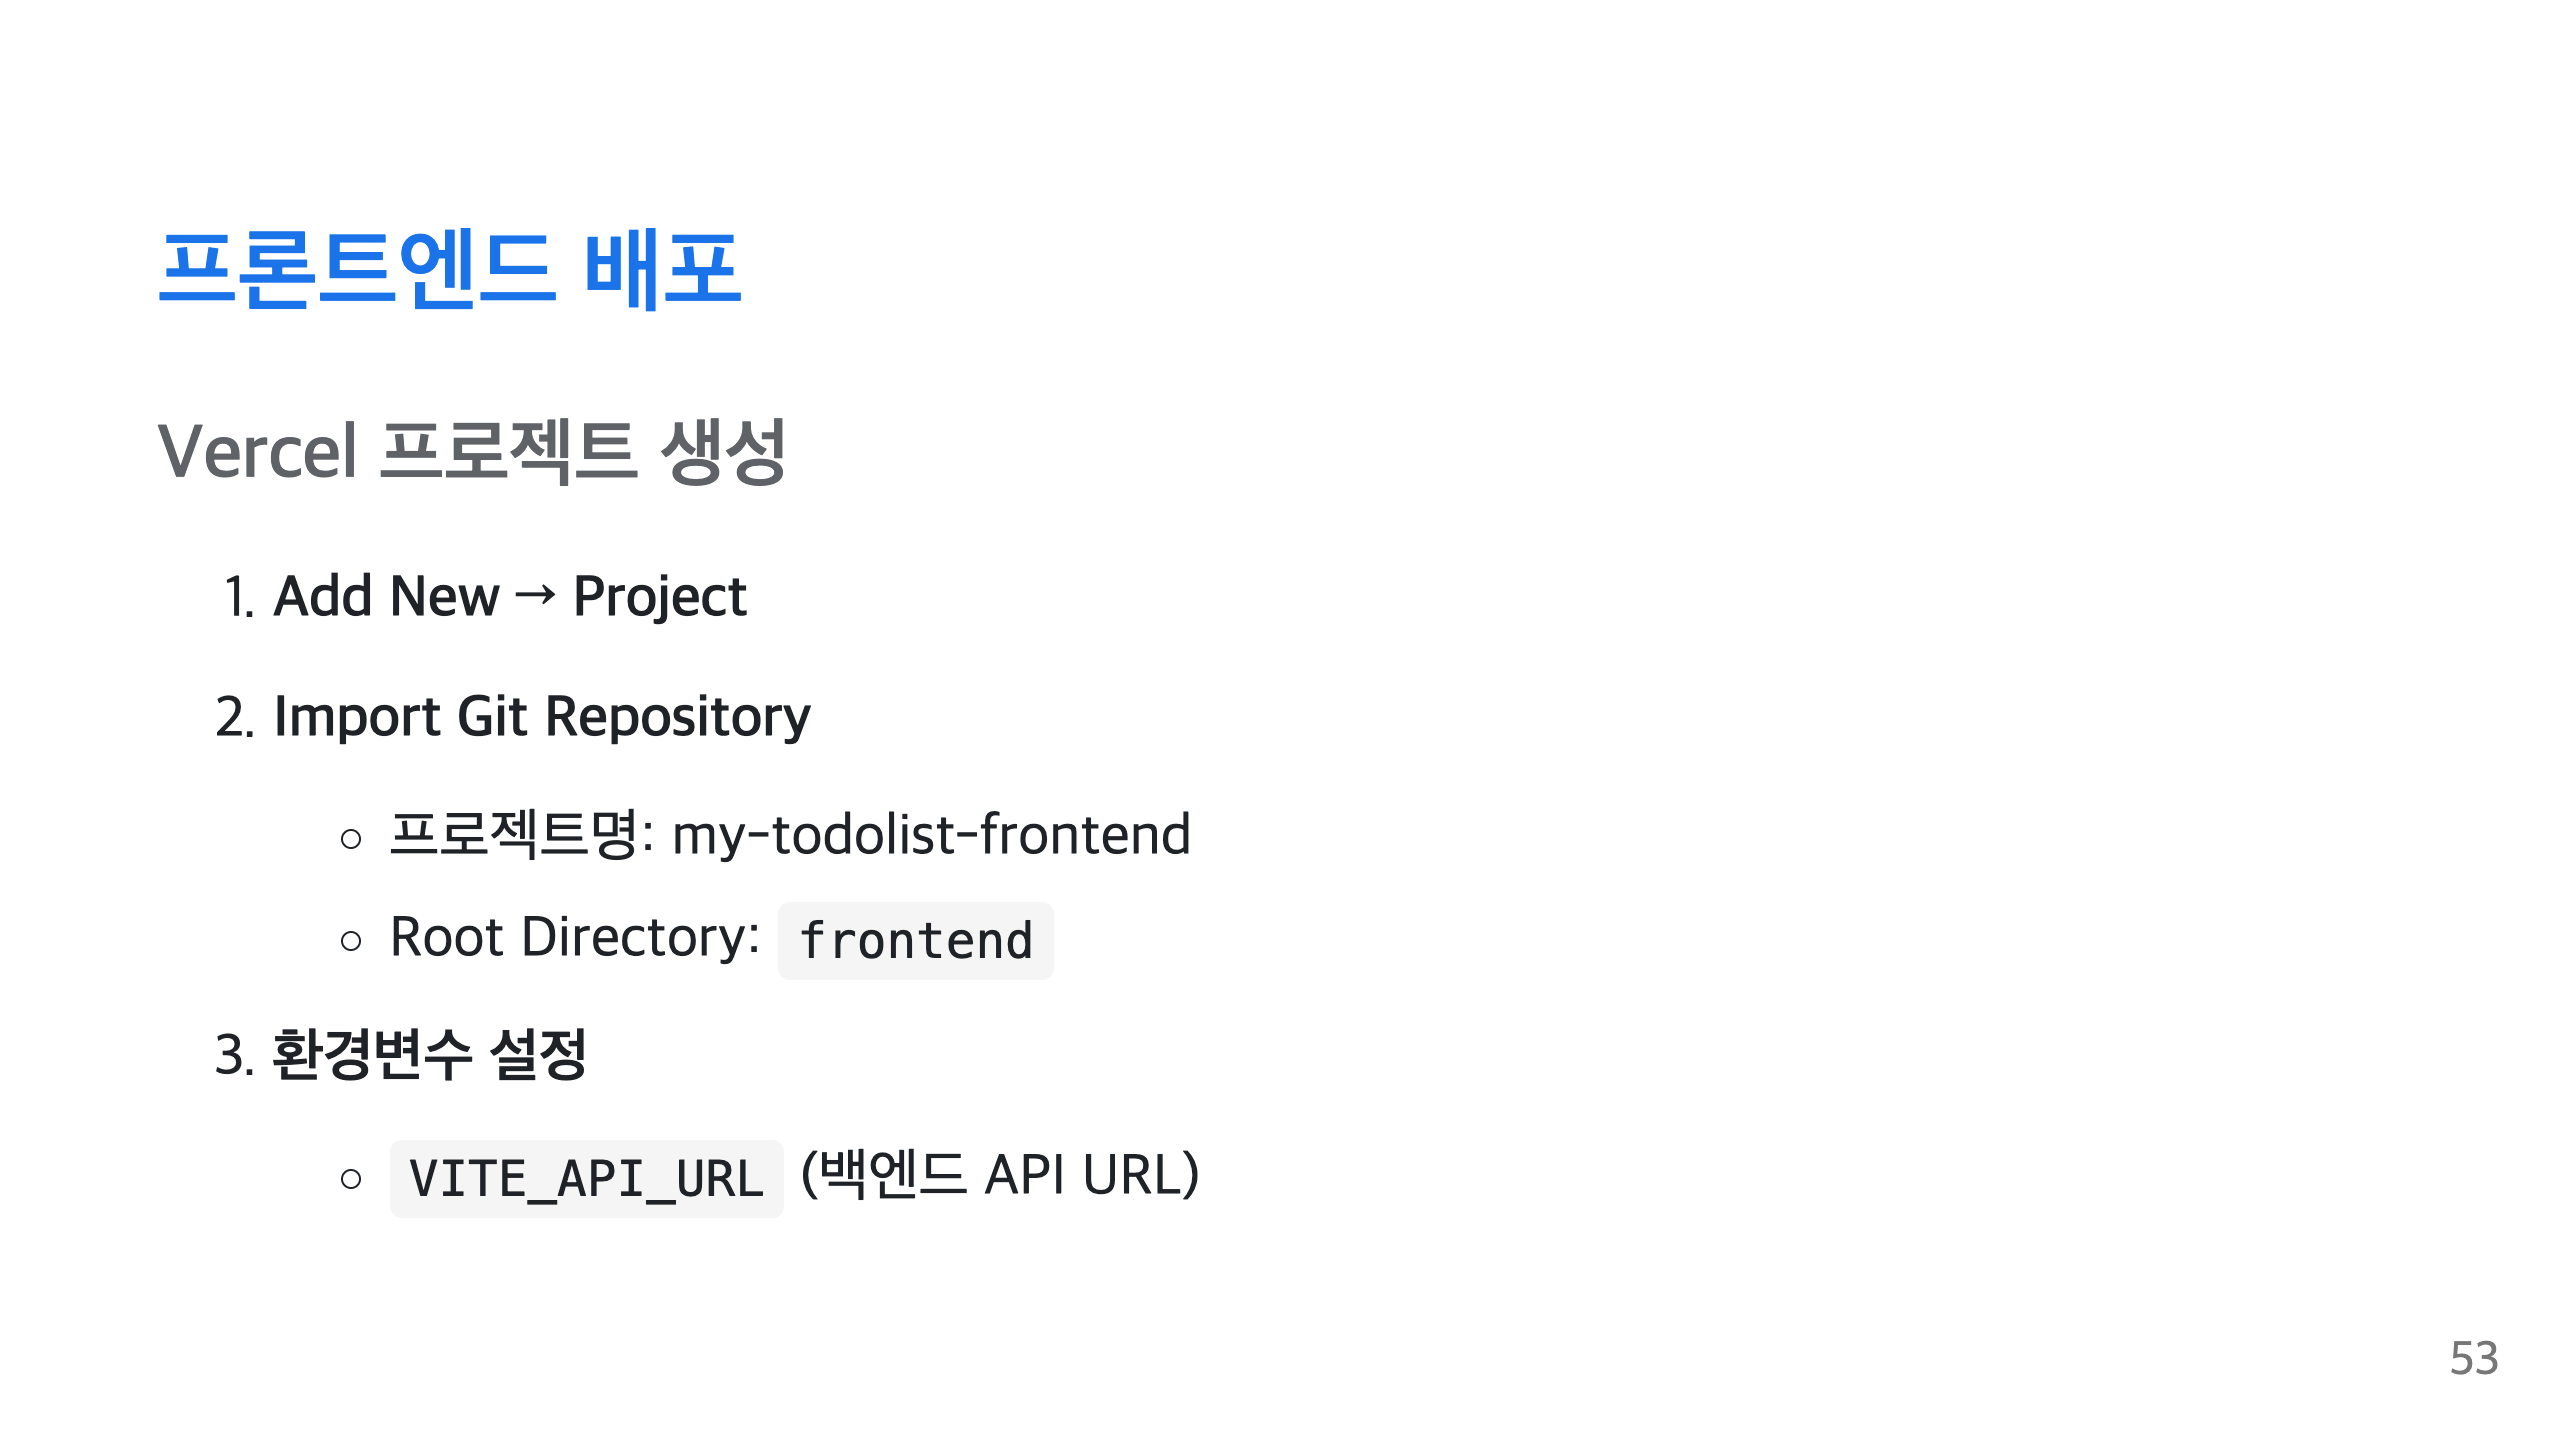 프론트엔드 배포
Vercel 프로젝트 생성
1. Add New → Project
2. Import Git Repository
○ 프로젝트명: my-todolist-frontend
○ Root Directory: frontend
3. 환경변수 설정
○ VITE_API_URL (백엔드 API URL)
53